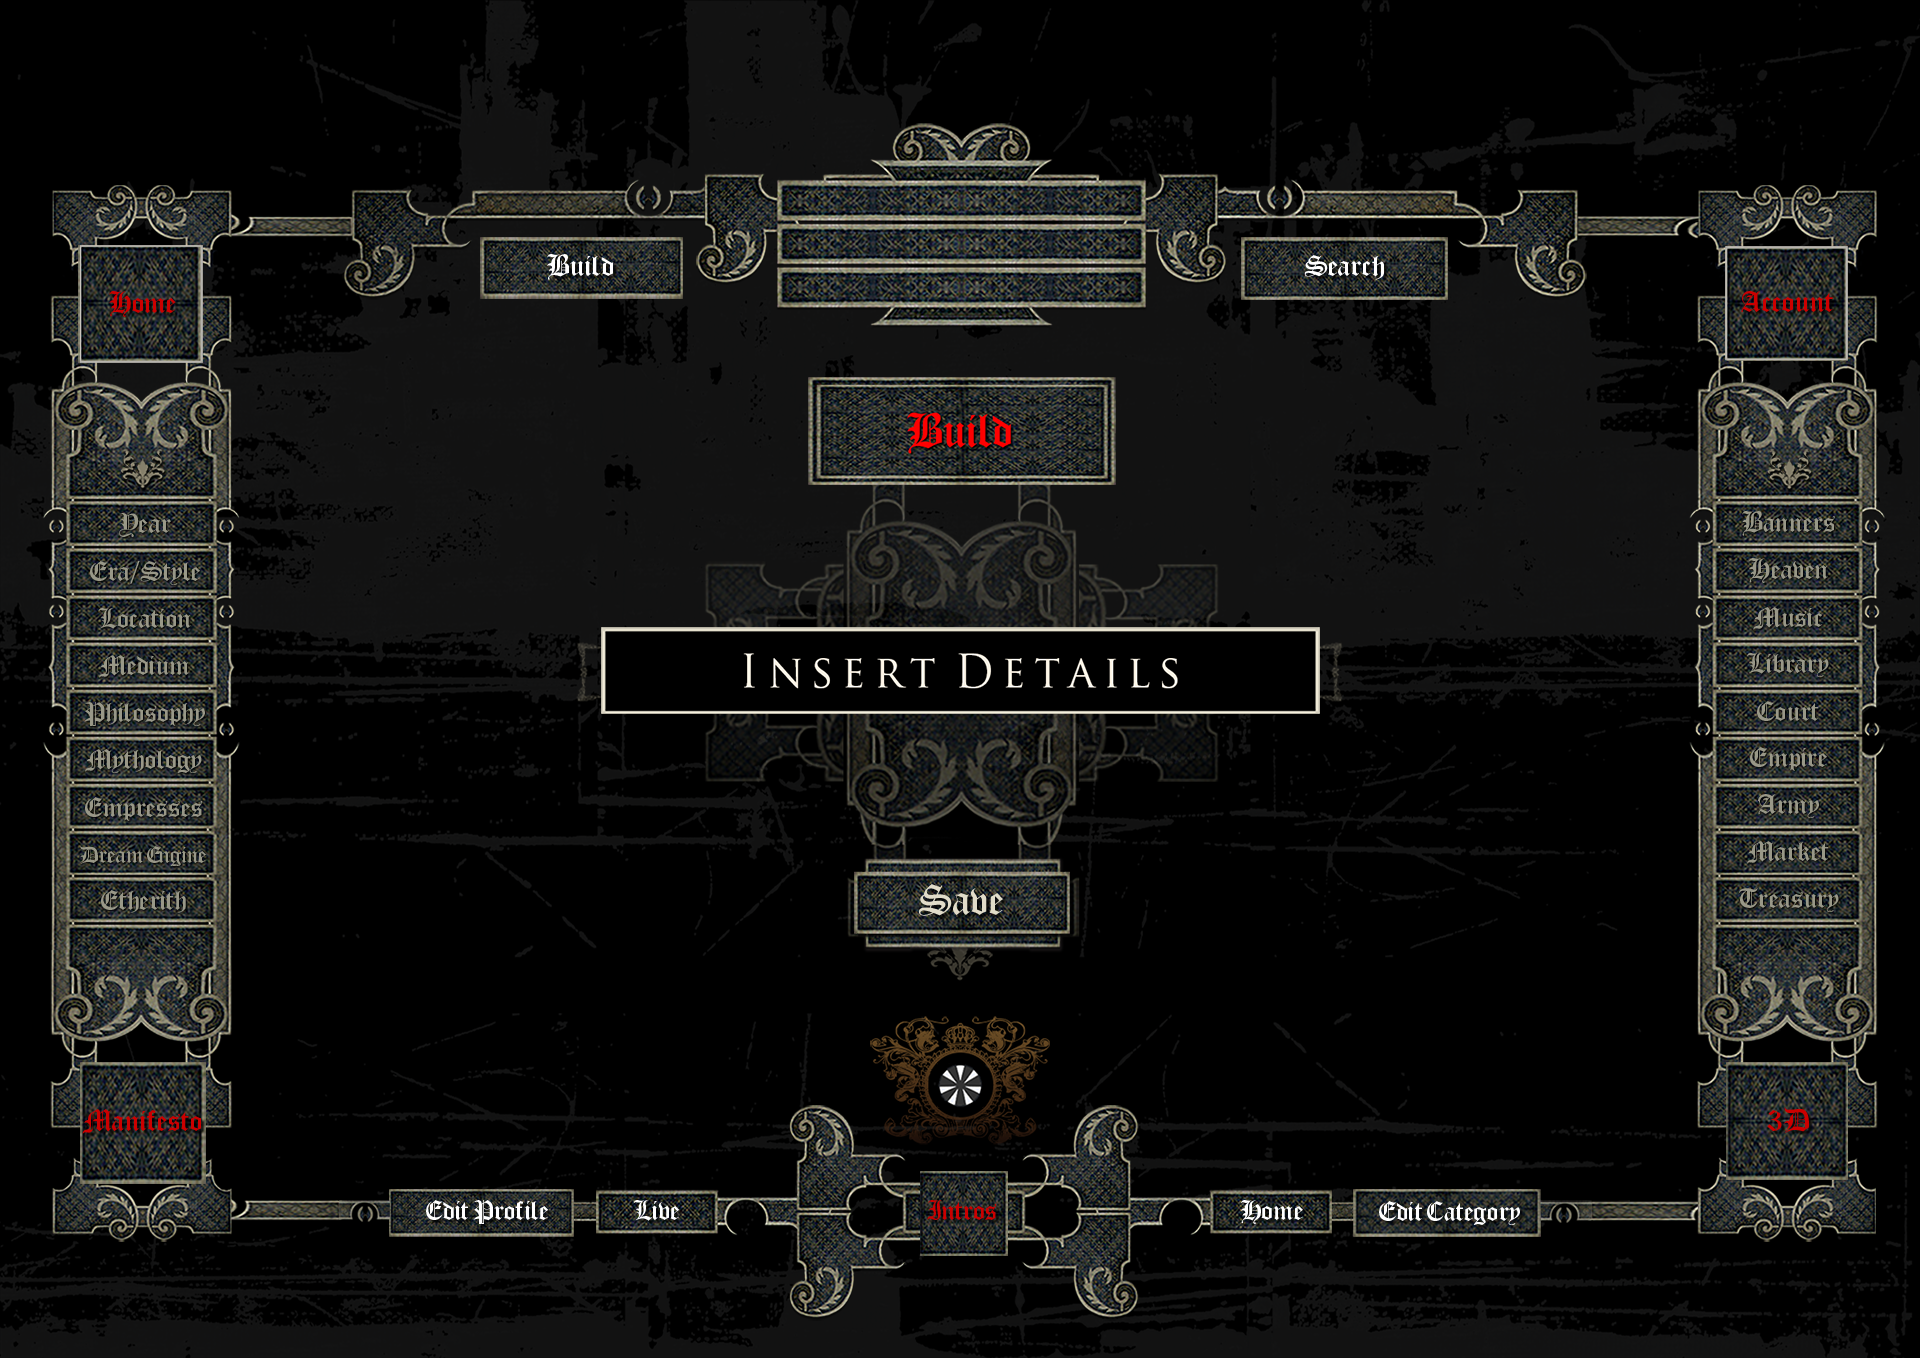 Build
Search
Home
Account
Build
Year
Era/Style
Location
Medium
Philosophy
Mythology
Empresses
Dream Engine
Etherith
Insert Details
Save
Banners
Heaven
Music
Library
Court
Empire
Army
Market
Treasury
Manifesto
3D
Edit Profile
Live
Intros
Home
Edit Category